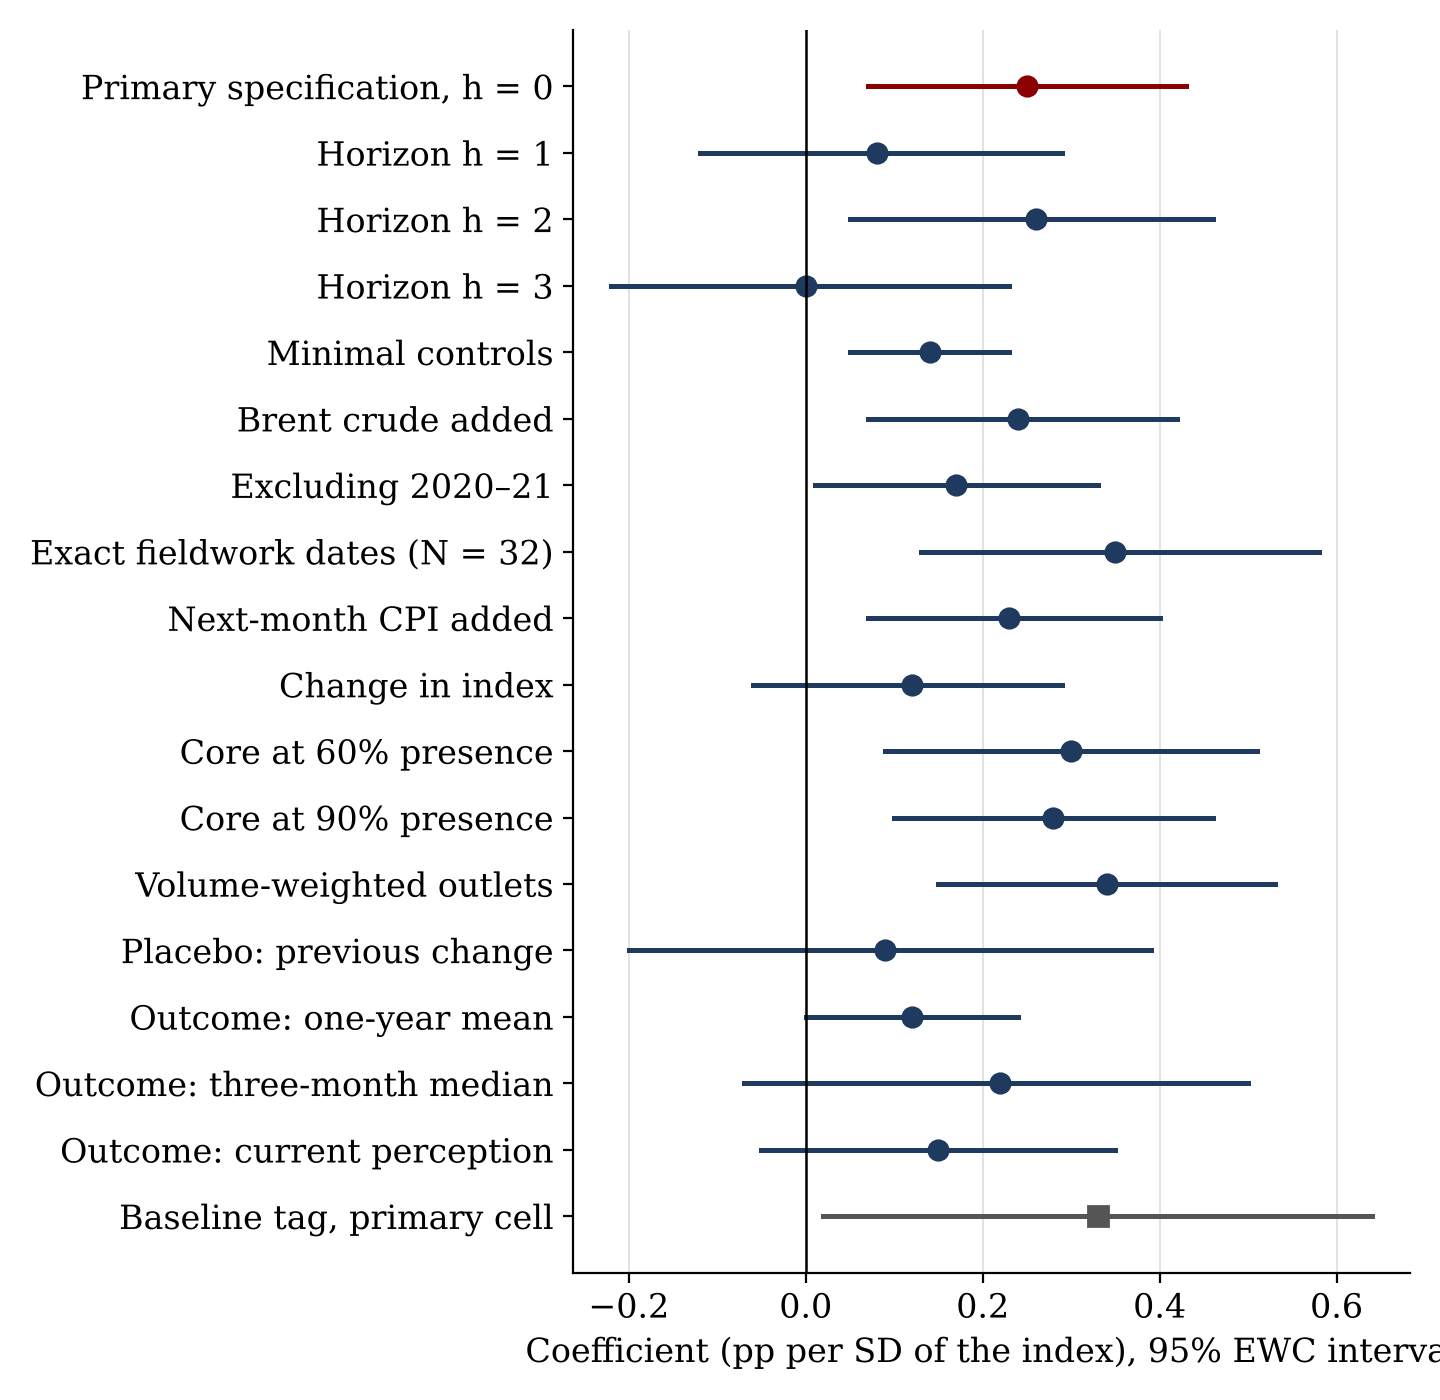 Primary specification, h = 0
Horizon h = 1
Horizon h = 2
Horizon h = 3
Minimal controls
Brent crude added
Excluding 2020–21
Exact fieldwork dates (N = 32)
Next-month CPI added
Change in index
Core at 60% presence
Core at 90% presence
Volume-weighted outlets
Placebo: previous change
Outcome: one-year mean
Outcome: three-month median
Outcome: current perception
Baseline tag, primary cell
−0.2 0.0 0.2 0.4 0.6
Coefficient (pp per SD of the index), 95% EWC interva